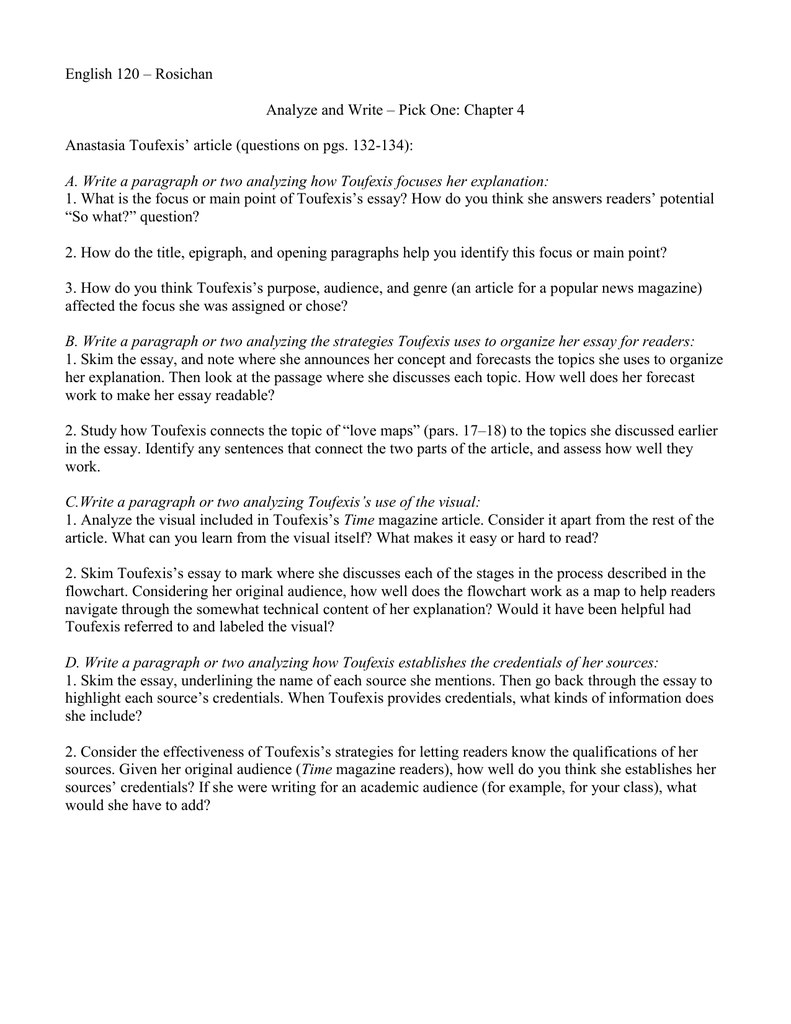 English 120 – Rosichan
Analyze and Write – Pick One: Chapter 4
Anastasia Toufexis’ article (questions on pgs. 132-134):
A. Write a paragraph or two analyzing how Toufexis focuses her explanation:
1. What is the focus or main point of Toufexis’s essay? How do you think she answers readers’ potential
“So what?” question?
2. How do the title, epigraph, and opening paragraphs help you identify this focus or main point?
3. How do you think Toufexis’s purpose, audience, and genre (an article for a popular news magazine)
affected the focus she was assigned or chose?
B. Write a paragraph or two analyzing the strategies Toufexis uses to organize her essay for readers:
1. Skim the essay, and note where she announces her concept and forecasts the topics she uses to organize
her explanation. Then look at the passage where she discusses each topic. How well does her forecast
work to make her essay readable?
2. Study how Toufexis connects the topic of “love maps” (pars. 17–18) to the topics she discussed earlier
in the essay. Identify any sentences that connect the two parts of the article, and assess how well they
work.
C.Write a paragraph or two analyzing Toufexis’s use of the visual:
1. Analyze the visual included in Toufexis’s Time magazine article. Consider it apart from the rest of the
article. What can you learn from the visual itself? What makes it easy or hard to read?
2. Skim Toufexis’s essay to mark where she discusses each of the stages in the process described in the
flowchart. Considering her original audience, how well does the flowchart work as a map to help readers
navigate through the somewhat technical content of her explanation? Would it have been helpful had
Toufexis referred to and labeled the visual?
D. Write a paragraph or two analyzing how Toufexis establishes the credentials of her sources:
1. Skim the essay, underlining the name of each source she mentions. Then go back through the essay to
highlight each source’s credentials. When Toufexis provides credentials, what kinds of information does
she include?
2. Consider the effectiveness of Toufexis’s strategies for letting readers know the qualifications of her
sources. Given her original audience (Time magazine readers), how well do you think she establishes her
sources’ credentials? If she were writing for an academic audience (for example, for your class), what
would she have to add?